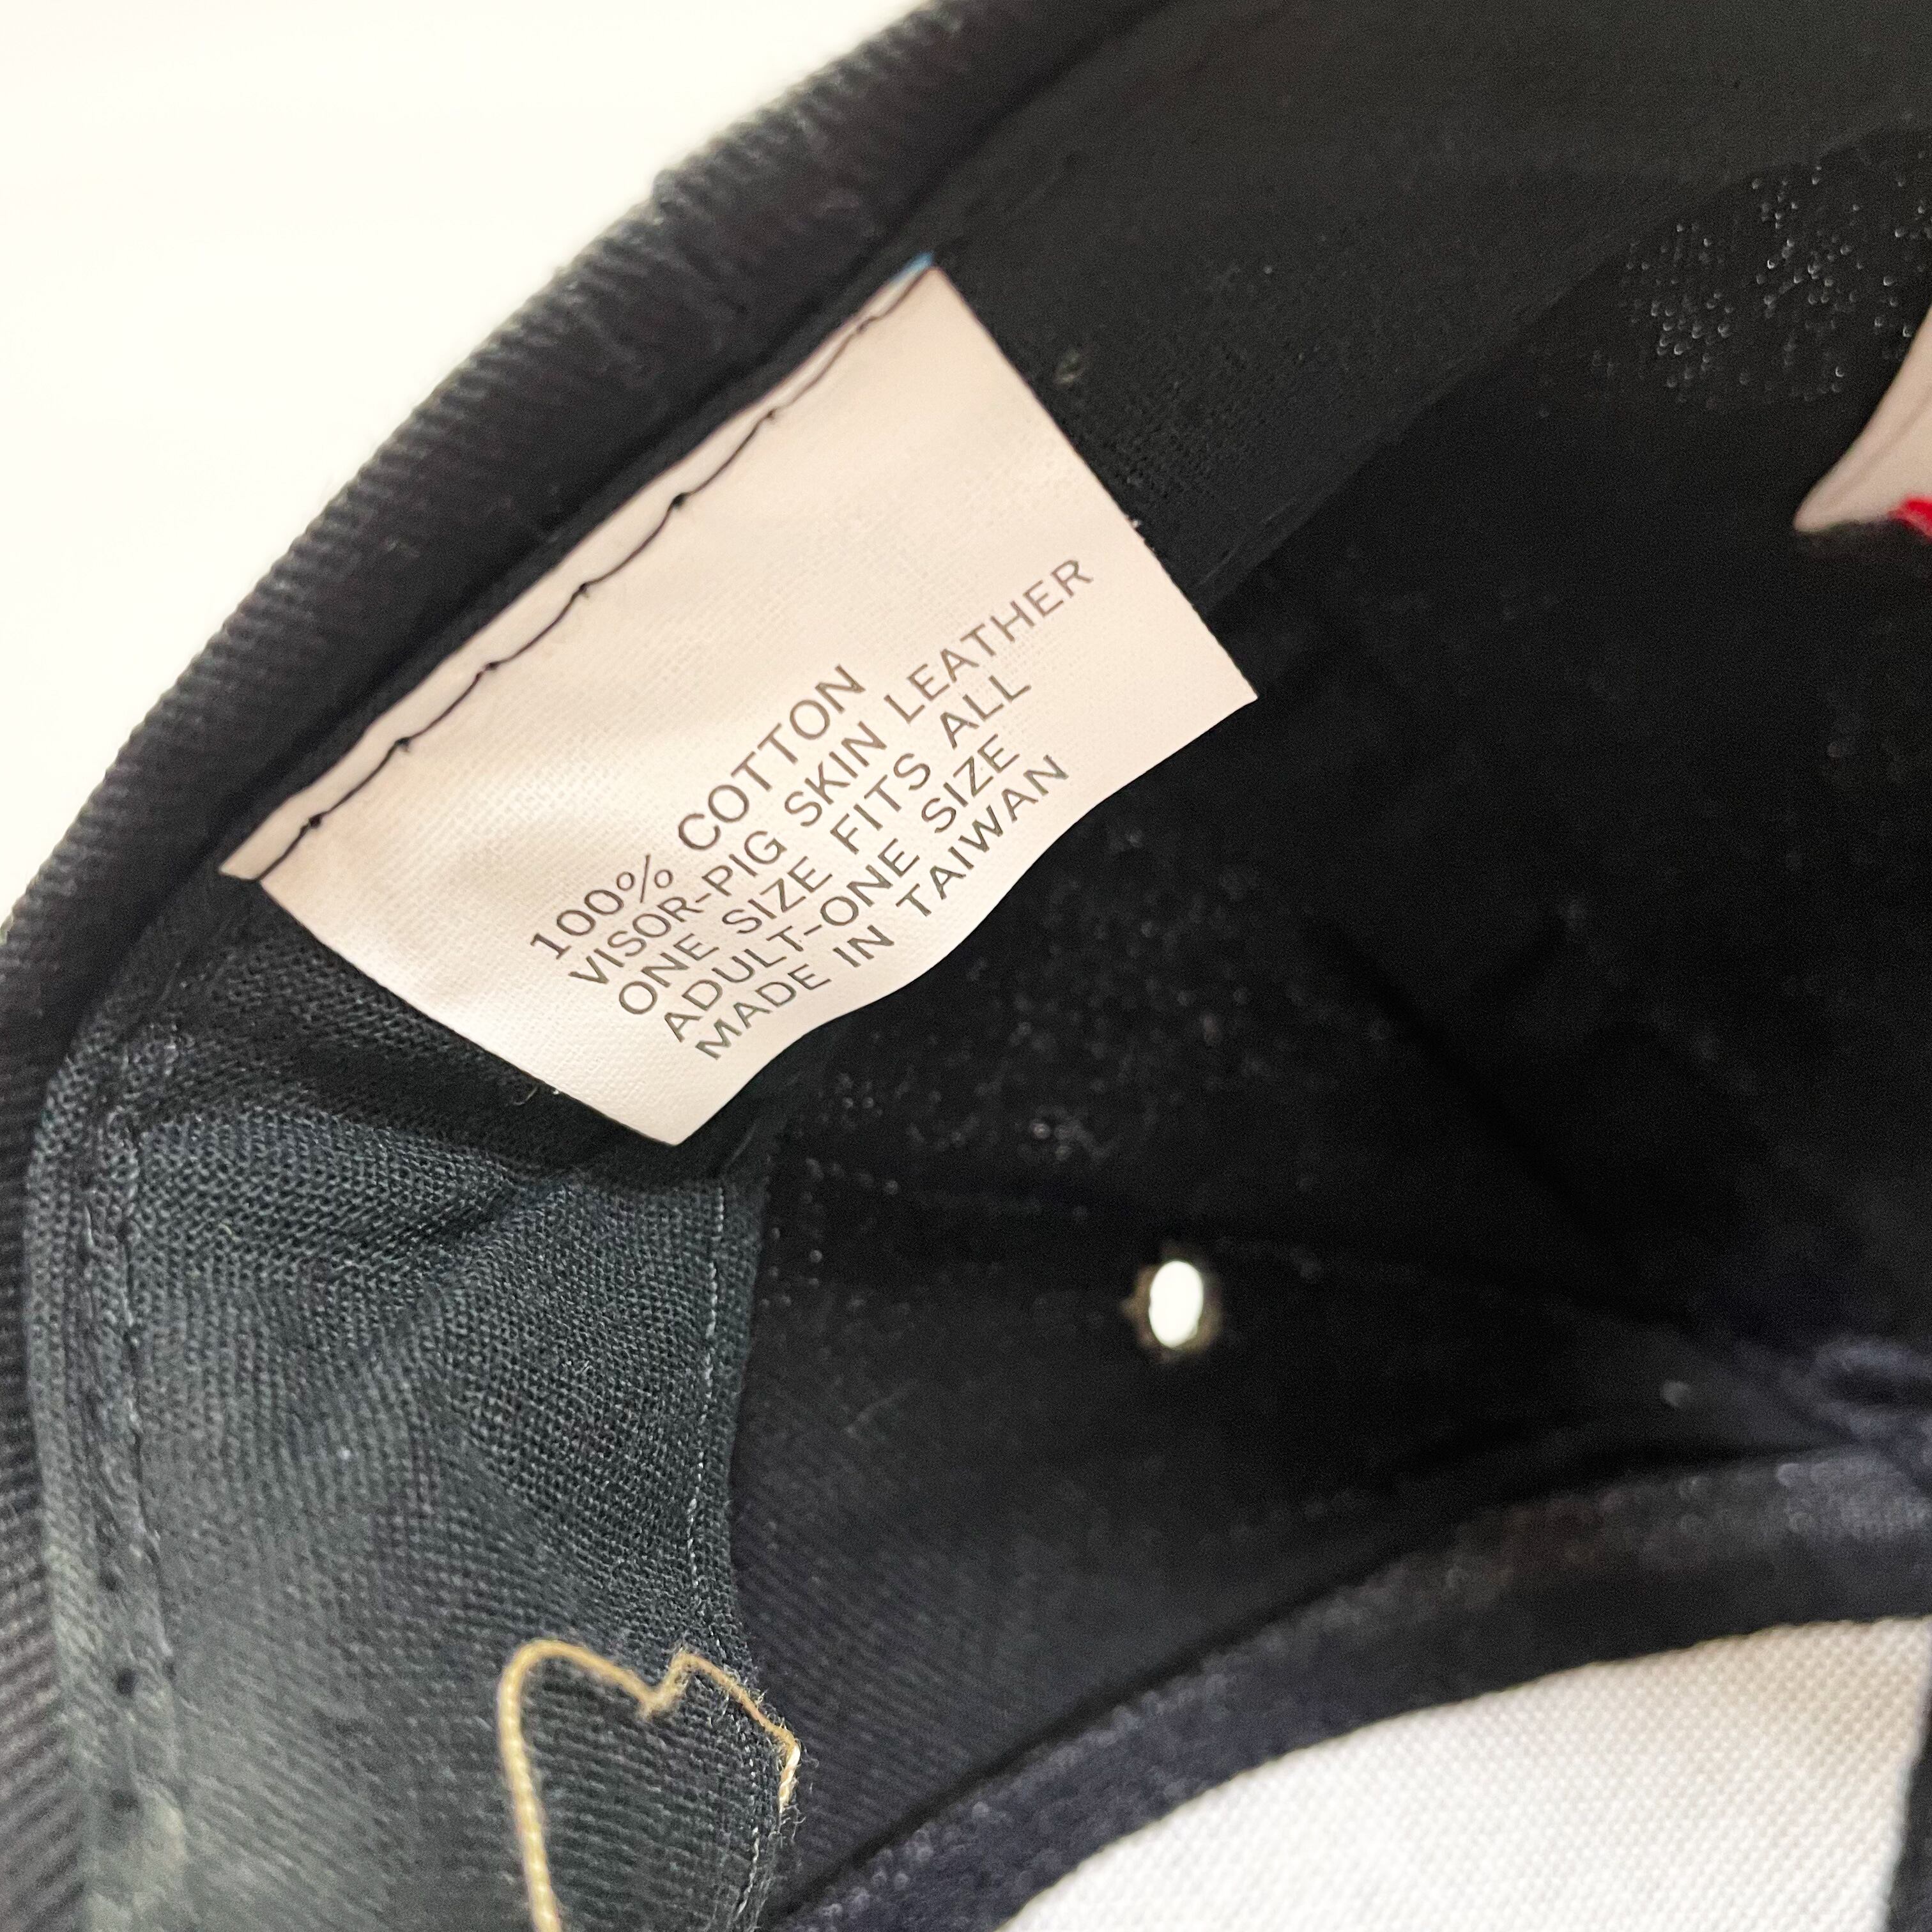 100% COTTON
VISOR-PIG SKIN LEATHER
ONE SIZE FITS ALL
ADULT-ONE SIZE
MADE IN TAIWAN